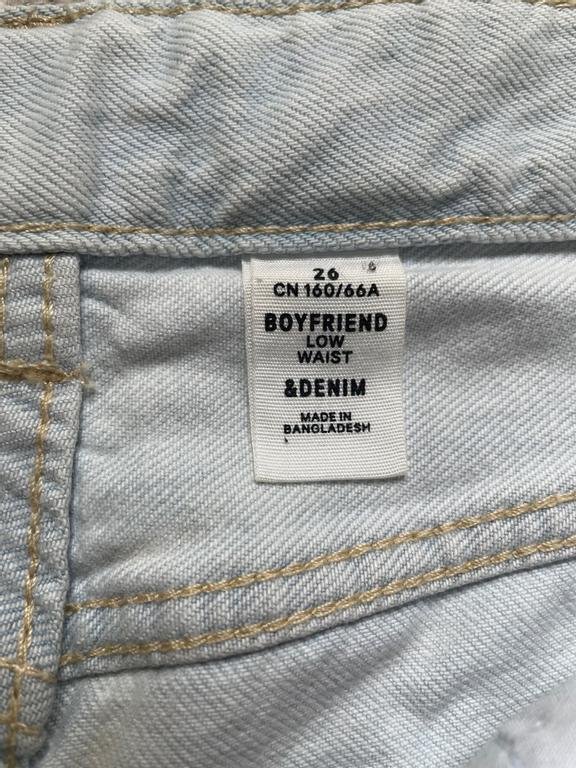 26
CN 160/66A
BOYFRIEND
LOW
WAIST
&DENIM
MADE IN
BANGLADESH